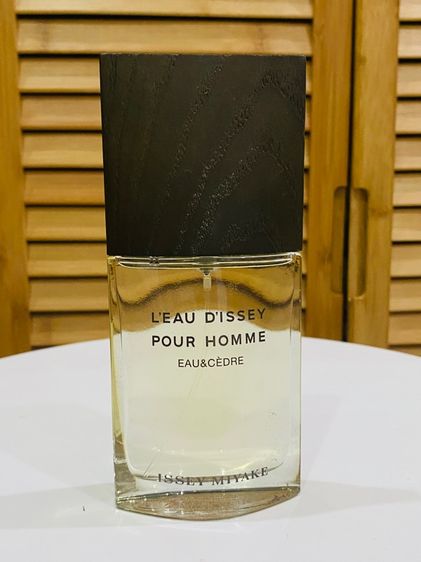 L'EAU D'ISSEY
POUR HOMME
EAU&CÈDRE
ISSEY MIYAKE